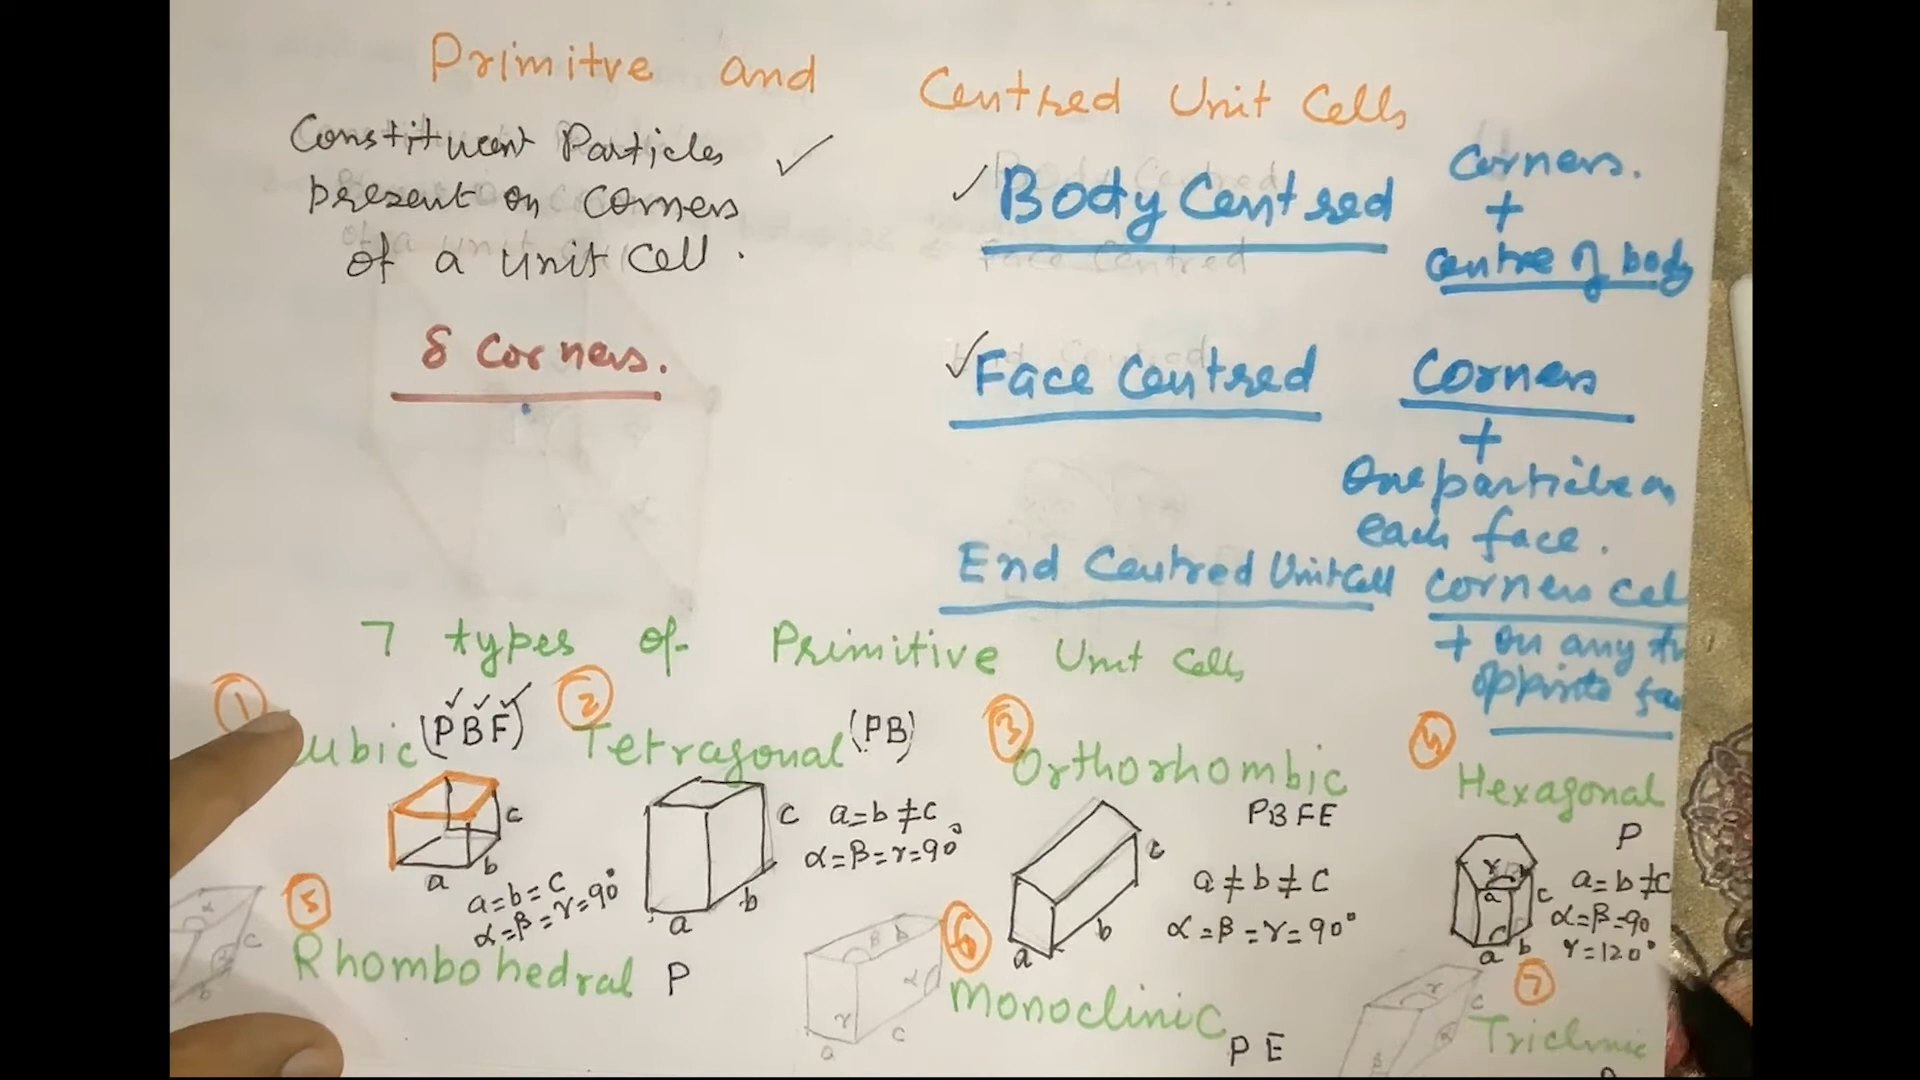 Primitve and Centred Unit Cells
Constituent Particles
present on corners
of a unit cell.
8 Corners.
Body Centred
Corners.
+
centre of body
Face Centred
Corners
+
One particle on
each face.
End Centred Unit Cell
corners
+ on any
opposite
7 types of Primitive Unit Cells
1
ubic (PBF)
c
b
a
a=b=c
α=β=γ=90°
2
Tetragonal (PB)
c
b
a
a=b≠c
α=β=γ=90°
3
Orthorhombic
PBFE
c
b
a
a≠b≠c
α=β=γ=90°
4
Hexagonal
P
γ
a
c
b
a
a=b≠c
α=β=90
γ=120°
5
Rhombohedral P
α
c
b
6
Monoclinic
P E
β b
α
γ
a
c
7
Triclinic
γ
c